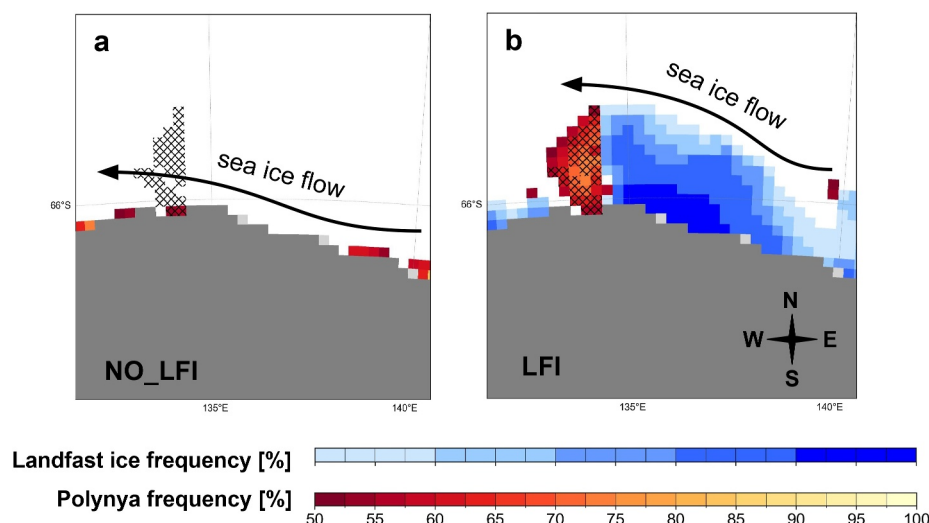 a
sea ice flow
66°S
NO_LFI
135°E
140°E
b
sea ice flow
66°S
N
W
E
S
LFI
135°E
140°E
Landfast ice frequency [%]
Polynya frequency [%]
50 55 60 65 70 75 80 85 90 95 100